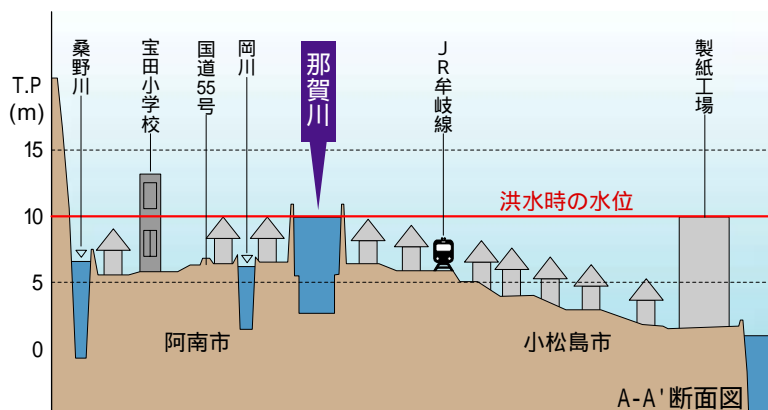 T.P
(m)
15
10
5
0
桑野川
宝田小学校
国道55号
岡川
那賀川
JR牟岐線
製紙工場
洪水時の水位
阿南市
小松島市
A-A'断面図